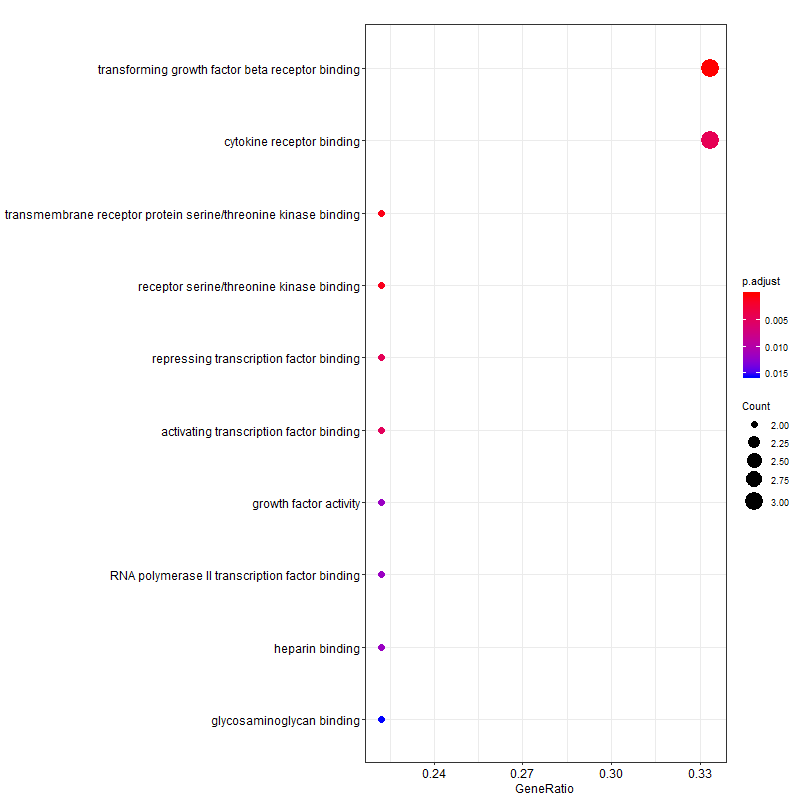 transforming growth factor beta receptor binding
cytokine receptor binding
transmembrane receptor protein serine/threonine kinase binding
receptor serine/threonine kinase binding
repressing transcription factor binding
activating transcription factor binding
growth factor activity
RNA polymerase II transcription factor binding
heparin binding
glycosaminoglycan binding
0.24 0.27 0.30 0.33
GeneRatio
p.adjust
0.005
0.010
0.015
Count
2.00
2.25
2.50
2.75
3.00